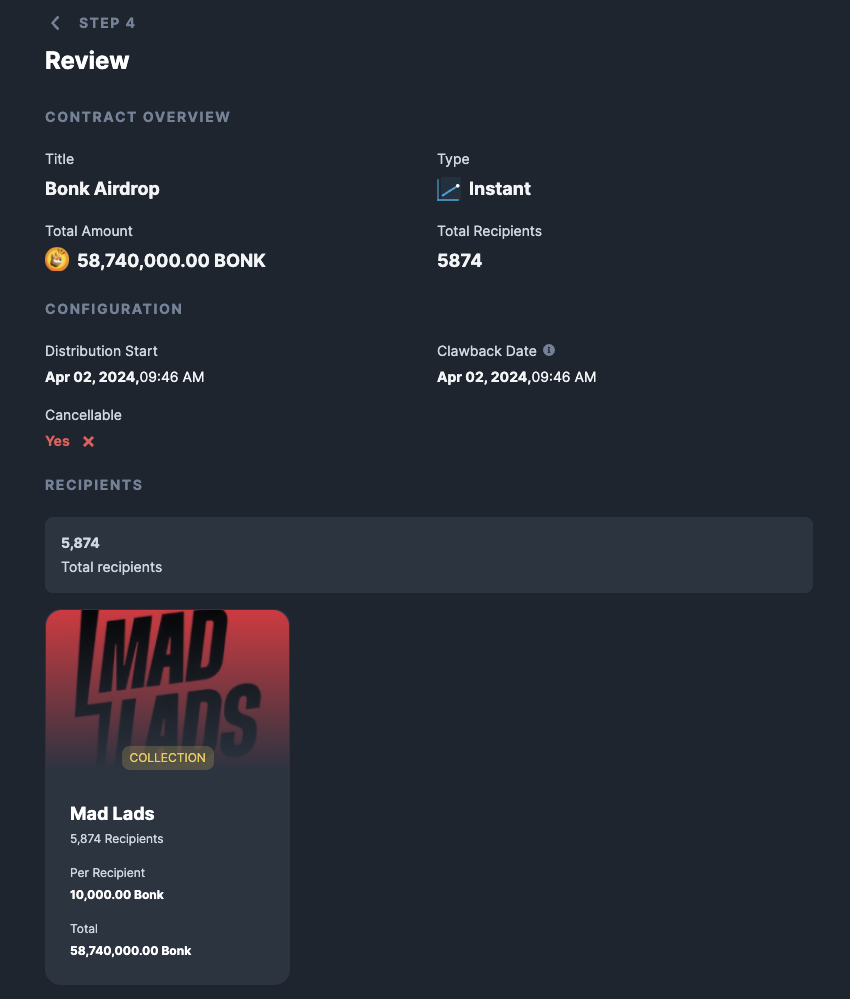 STEP 4
Review
CONTRACT OVERVIEW
Title
Type
Bonk Airdrop
Instant
Total Amount
Total Recipients
58,740,000.00 BONK
5874
CONFIGURATION
Distribution Start
Clawback Date
Apr 02, 2024,09:46 AM
Apr 02, 2024,09:46 AM
Cancellable
Yes
RECIPIENTS
5,874
Total recipients
MAD
LADS
COLLECTION
Mad Lads
5,874 Recipients
Per Recipient
10,000.00 Bonk
Total
58,740,000.00 Bonk